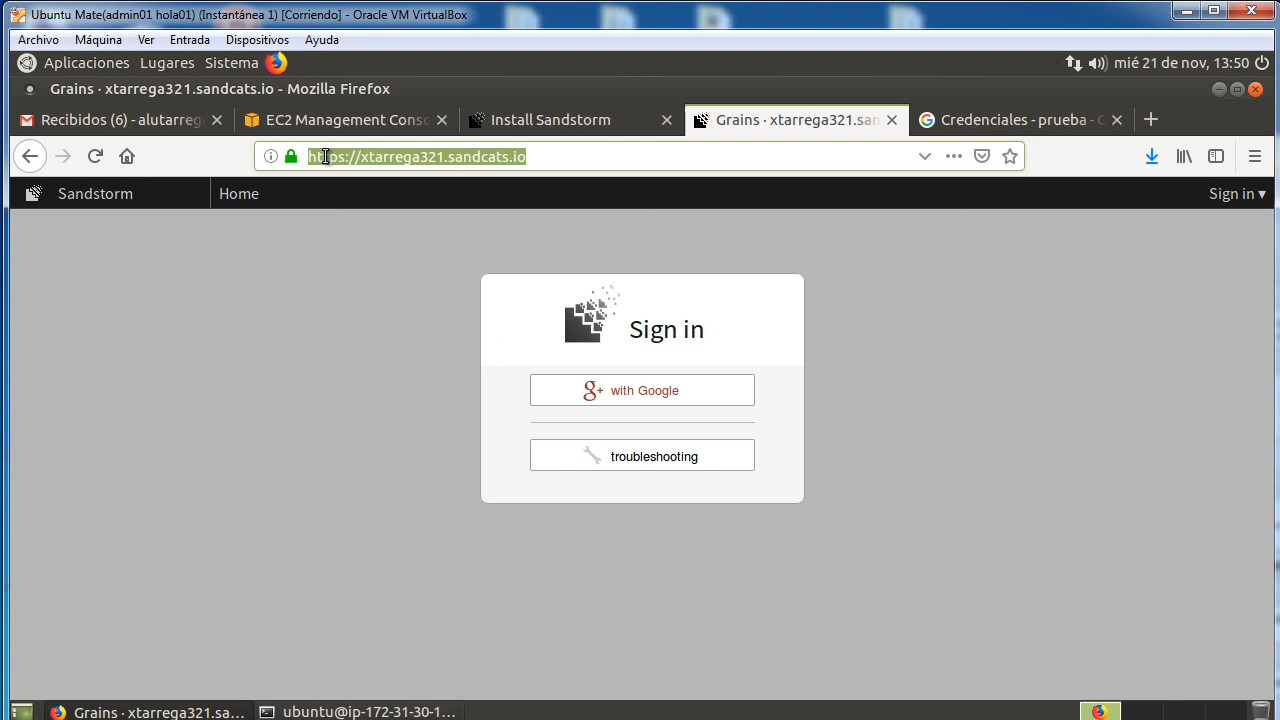 Ubuntu Mate(admin01 hola01) (Instantánea 1) [Corriendo] - Oracle VM VirtualBox
Archivo Máquina Ver Entrada Dispositivos Ayuda
Aplicaciones Lugares Sistema mié 21 de nov, 13:50
Grains · xtarrega321.sandcats.io - Mozilla Firefox
Recibidos (6) - alutarreg EC2 Management Conso Install Sandstorm Grains · xtarrega321.san Credenciales - prueba -
https://xtarrega321.sandcats.io
Sandstorm Home Sign in ▾
Sign in
g+ with Google
troubleshooting
Grains · xtarrega321.sa... ubuntu@ip-172-31-30-1...